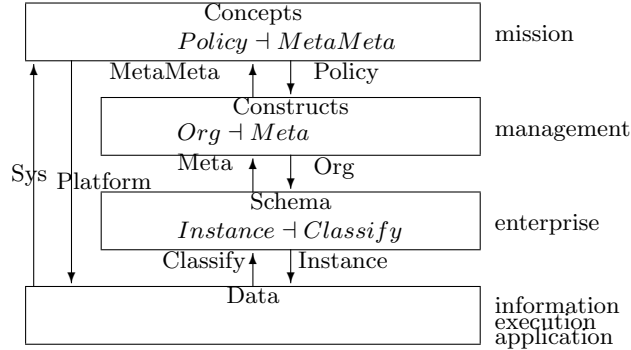 Concepts
Policy ⊣ MetaMeta
mission
MetaMeta
Policy
Constructs
Org ⊣ Meta
management
Meta
Org
Sys
Platform
Schema
Instance ⊣ Classify
enterprise
Classify
Instance
Data
information
execution
application